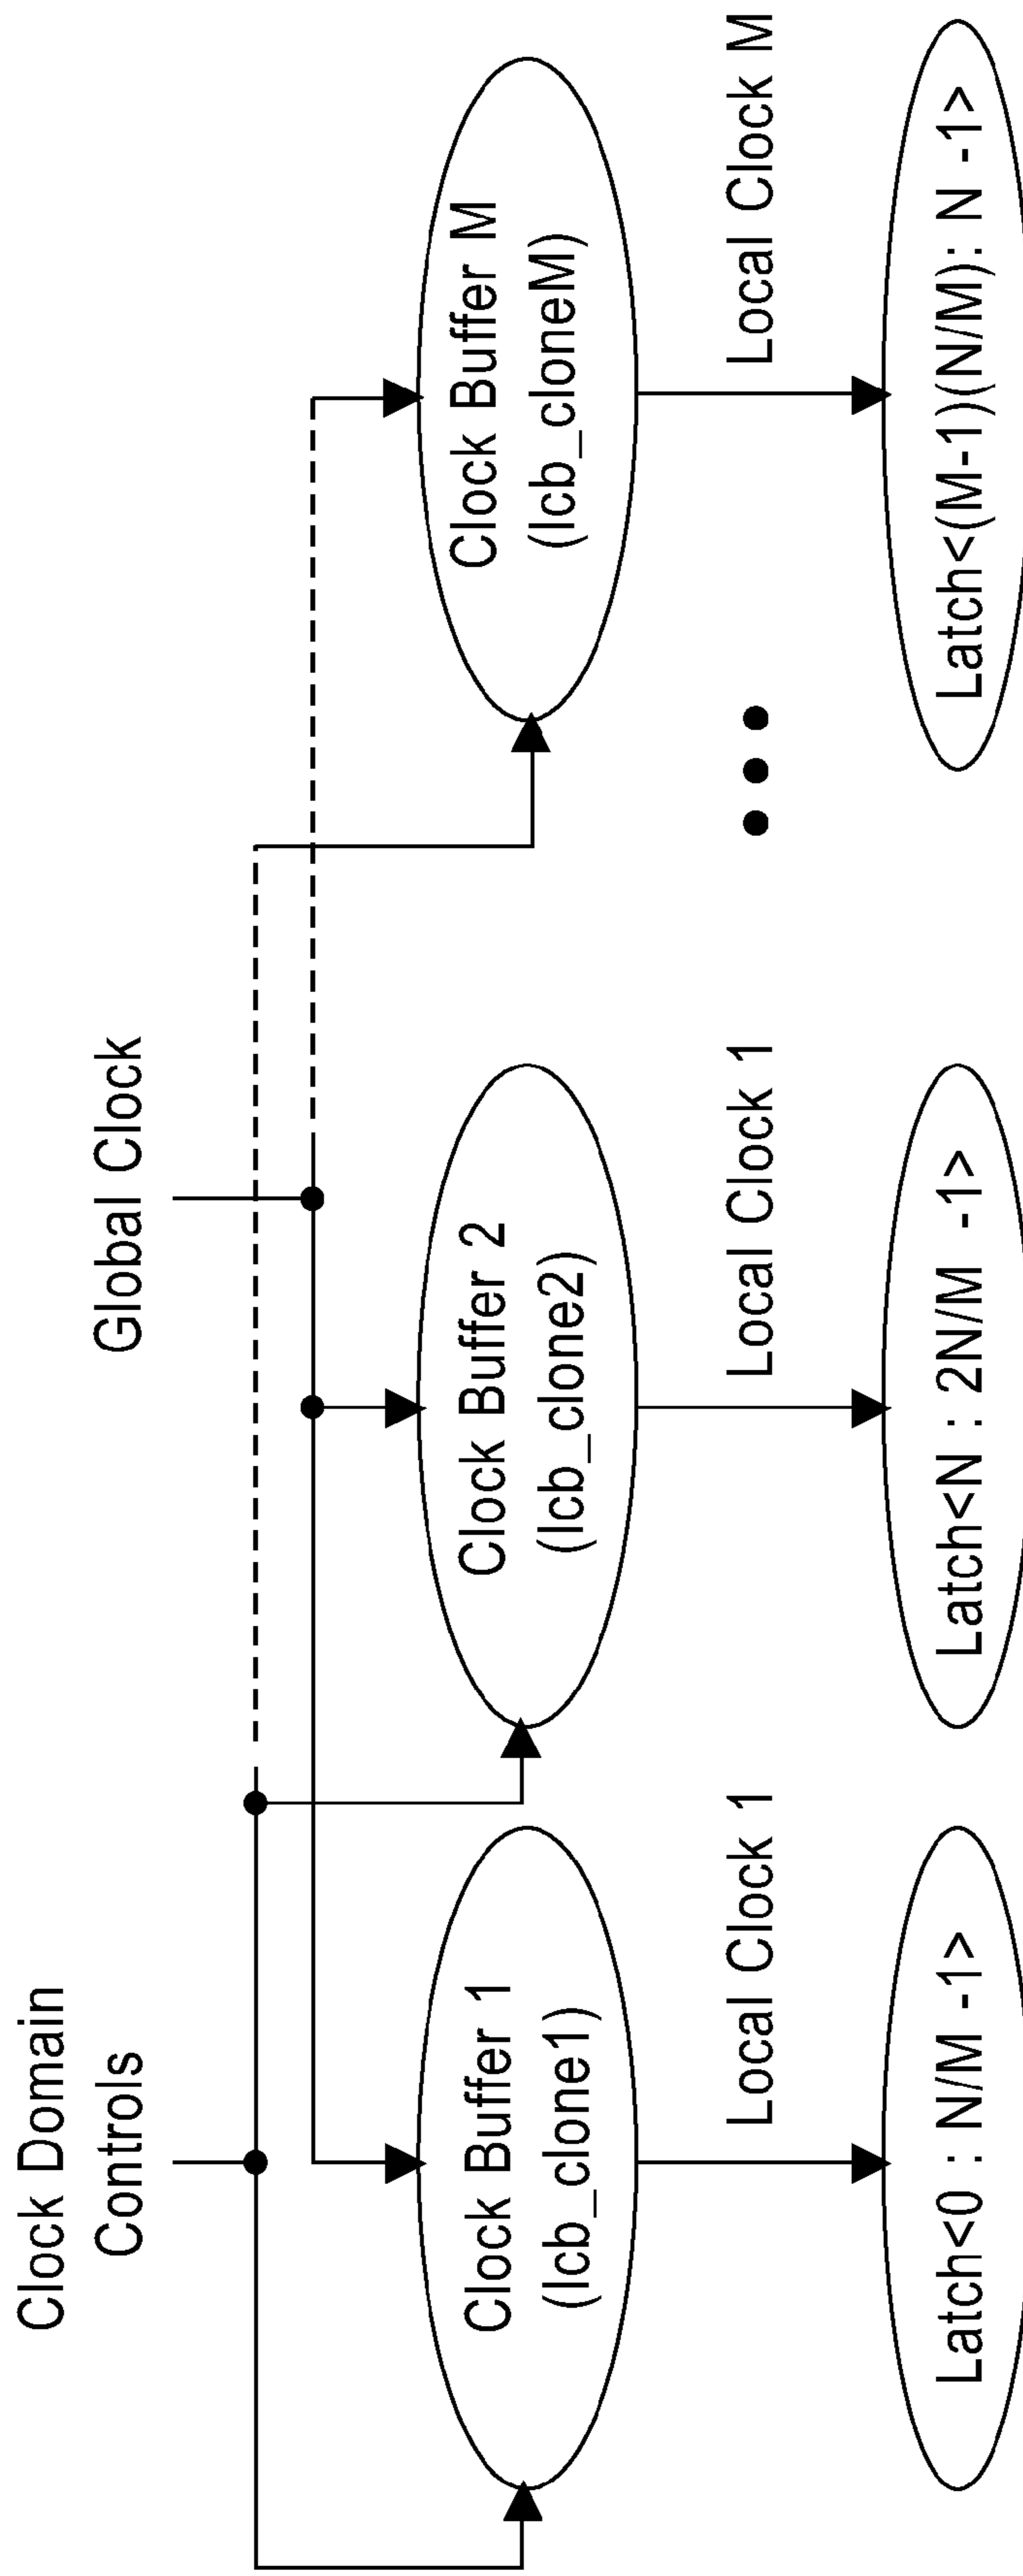 Clock Domain
Controls
Global Clock
Clock Buffer 1
(lcb_clone1)
Clock Buffer 2
(lcb_clone2)
Clock Buffer M
(lcb_cloneM)
Local Clock 1
Local Clock 1
Local Clock M
Latch<0 : N/M -1>
Latch<N : 2N/M -1>
Latch<(M-1)(N/M): N -1>